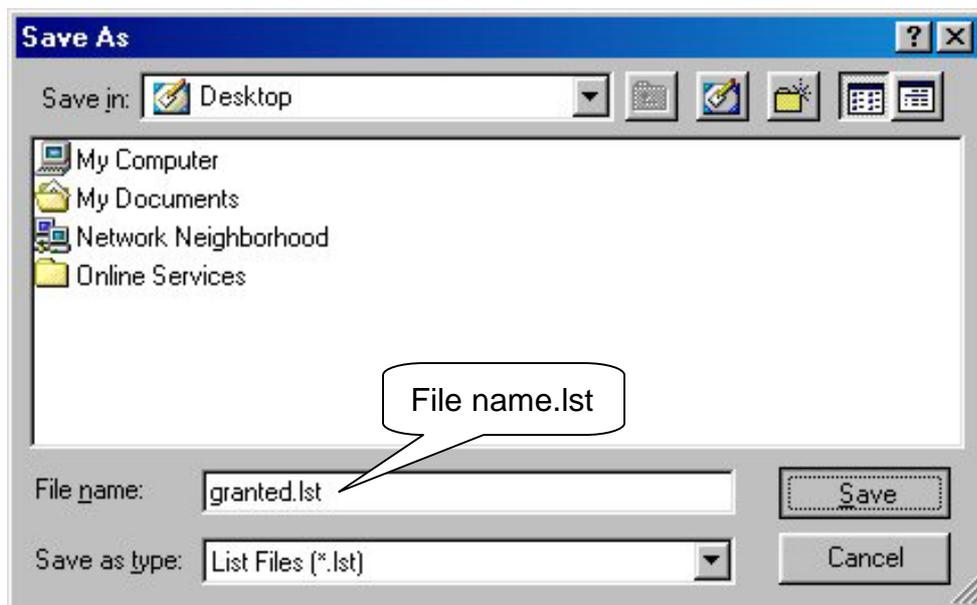 Save As
Save in: Desktop
My Computer
My Documents
Network Neighborhood
Online Services
File name.lst
File name: granted.lst Save
Save as type: List Files (*.lst) Cancel